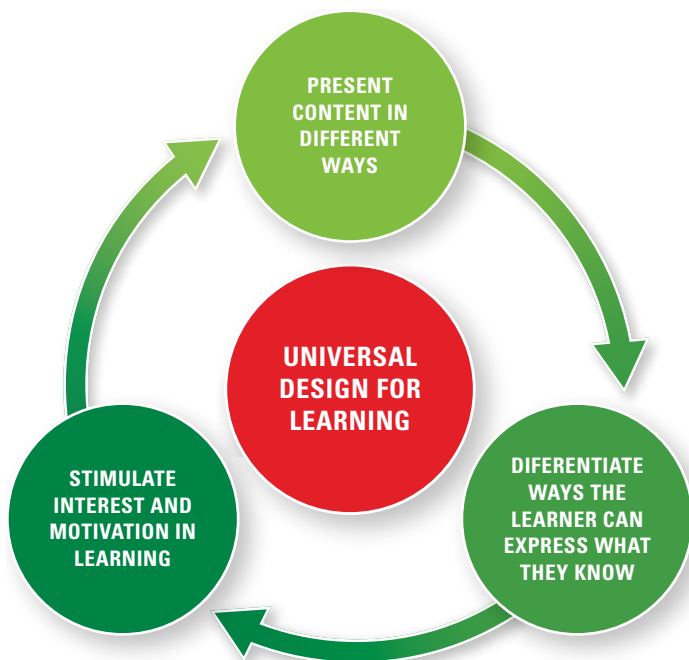 PRESENT
CONTENT IN
DIFFERENT
WAYS
UNIVERSAL
DESIGN FOR
LEARNING
STIMULATE
INTEREST AND
MOTIVATION IN
LEARNING
DIFERENTIATE
WAYS THE
LEARNER CAN
EXPRESS WHAT
THEY KNOW